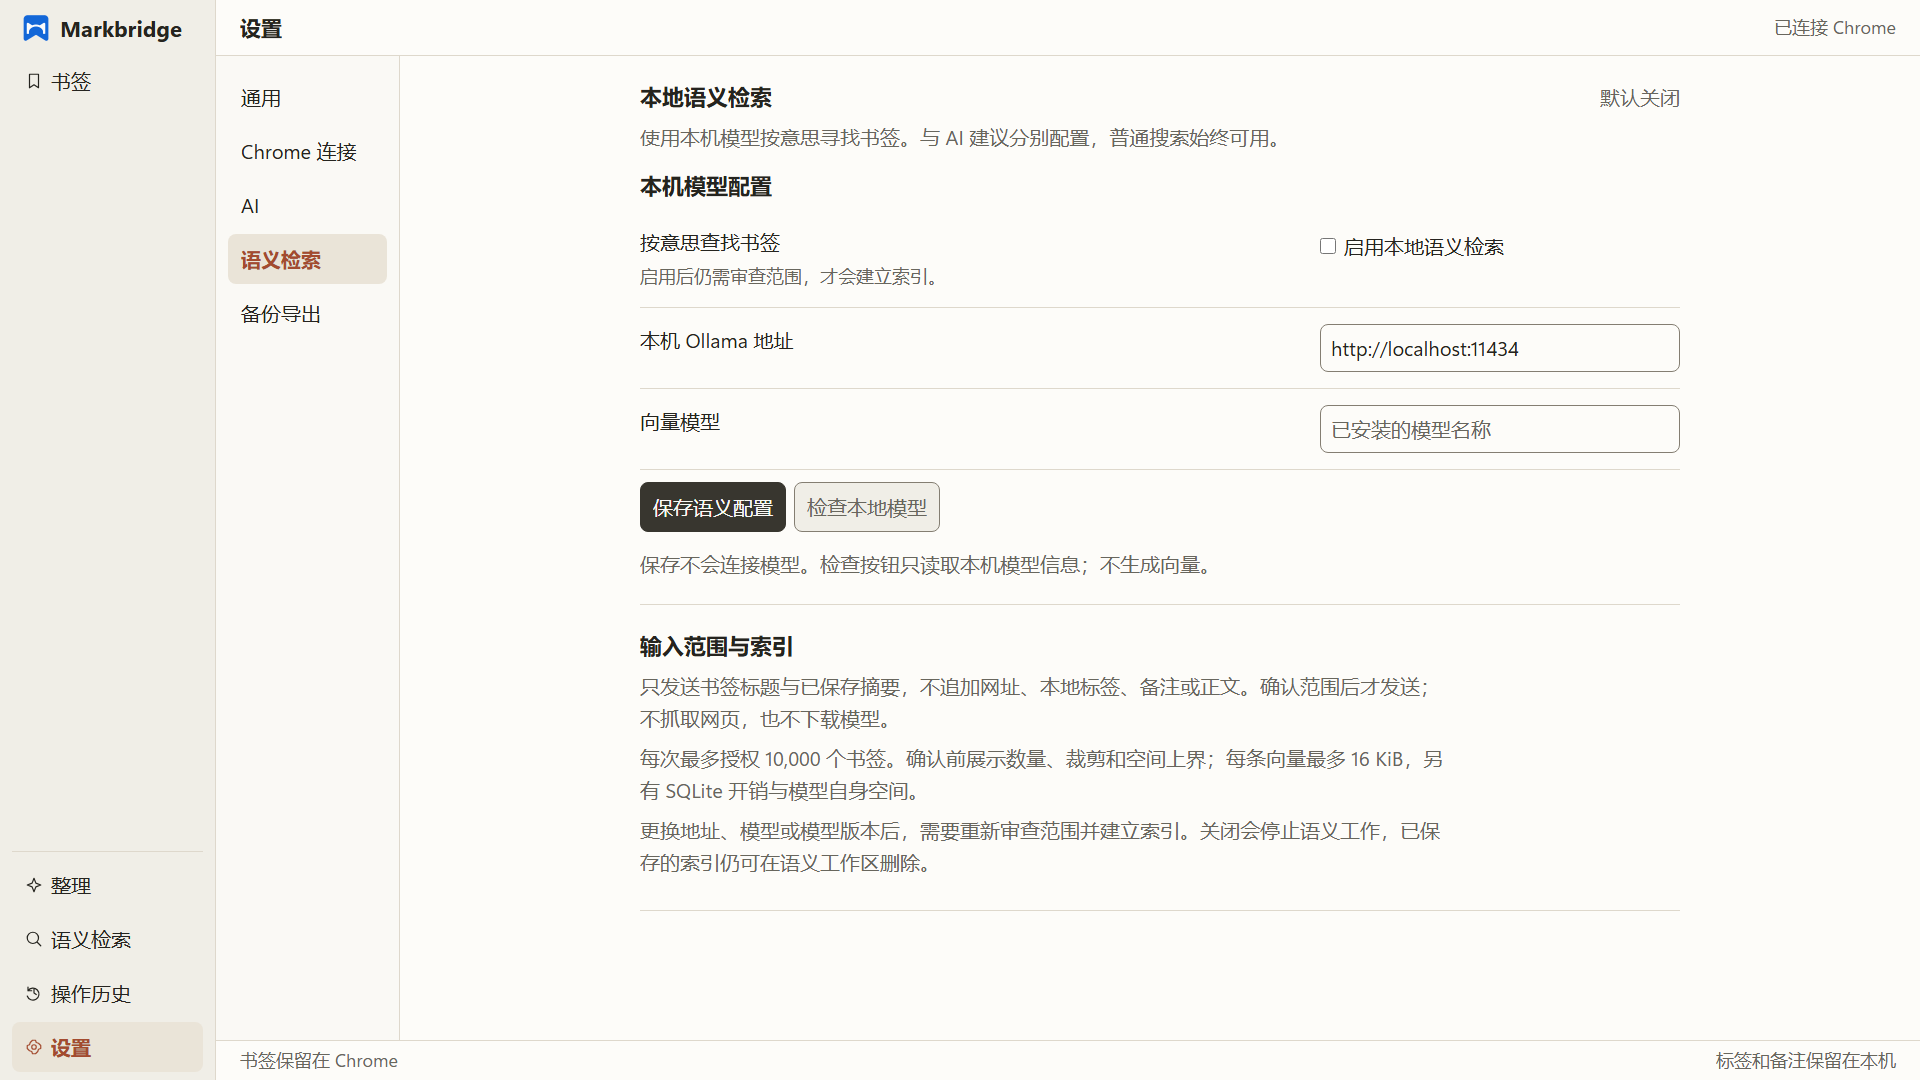 Markbridge
书签
整理
语义检索
操作历史
设置
设置
已连接 Chrome
通用
Chrome 连接
AI
语义检索
备份导出
本地语义检索
默认关闭
使用本机模型按意思寻找书签。与 AI 建议分别配置，普通搜索始终可用。
本机模型配置
按意思查找书签
启用后仍需审查范围，才会建立索引。
启用本地语义检索
本机 Ollama 地址
http://localhost:11434
向量模型
已安装的模型名称
保存语义配置
检查本地模型
保存不会连接模型。检查按钮只读取本机模型信息；不生成向量。
输入范围与索引
只发送书签标题与已保存摘要，不追加网址、本地标签、备注或正文。确认范围后才发送；
不抓取网页，也不下载模型。
每次最多授权 10,000 个书签。确认前展示数量、裁剪和空间上界；每条向量最多 16 KiB，另
有 SQLite 开销与模型自身空间。
更换地址、模型或模型版本后，需要重新审查范围并建立索引。关闭会停止语义工作，已保
存的索引仍可在语义工作区删除。
书签保留在 Chrome
标签和备注保留在本机